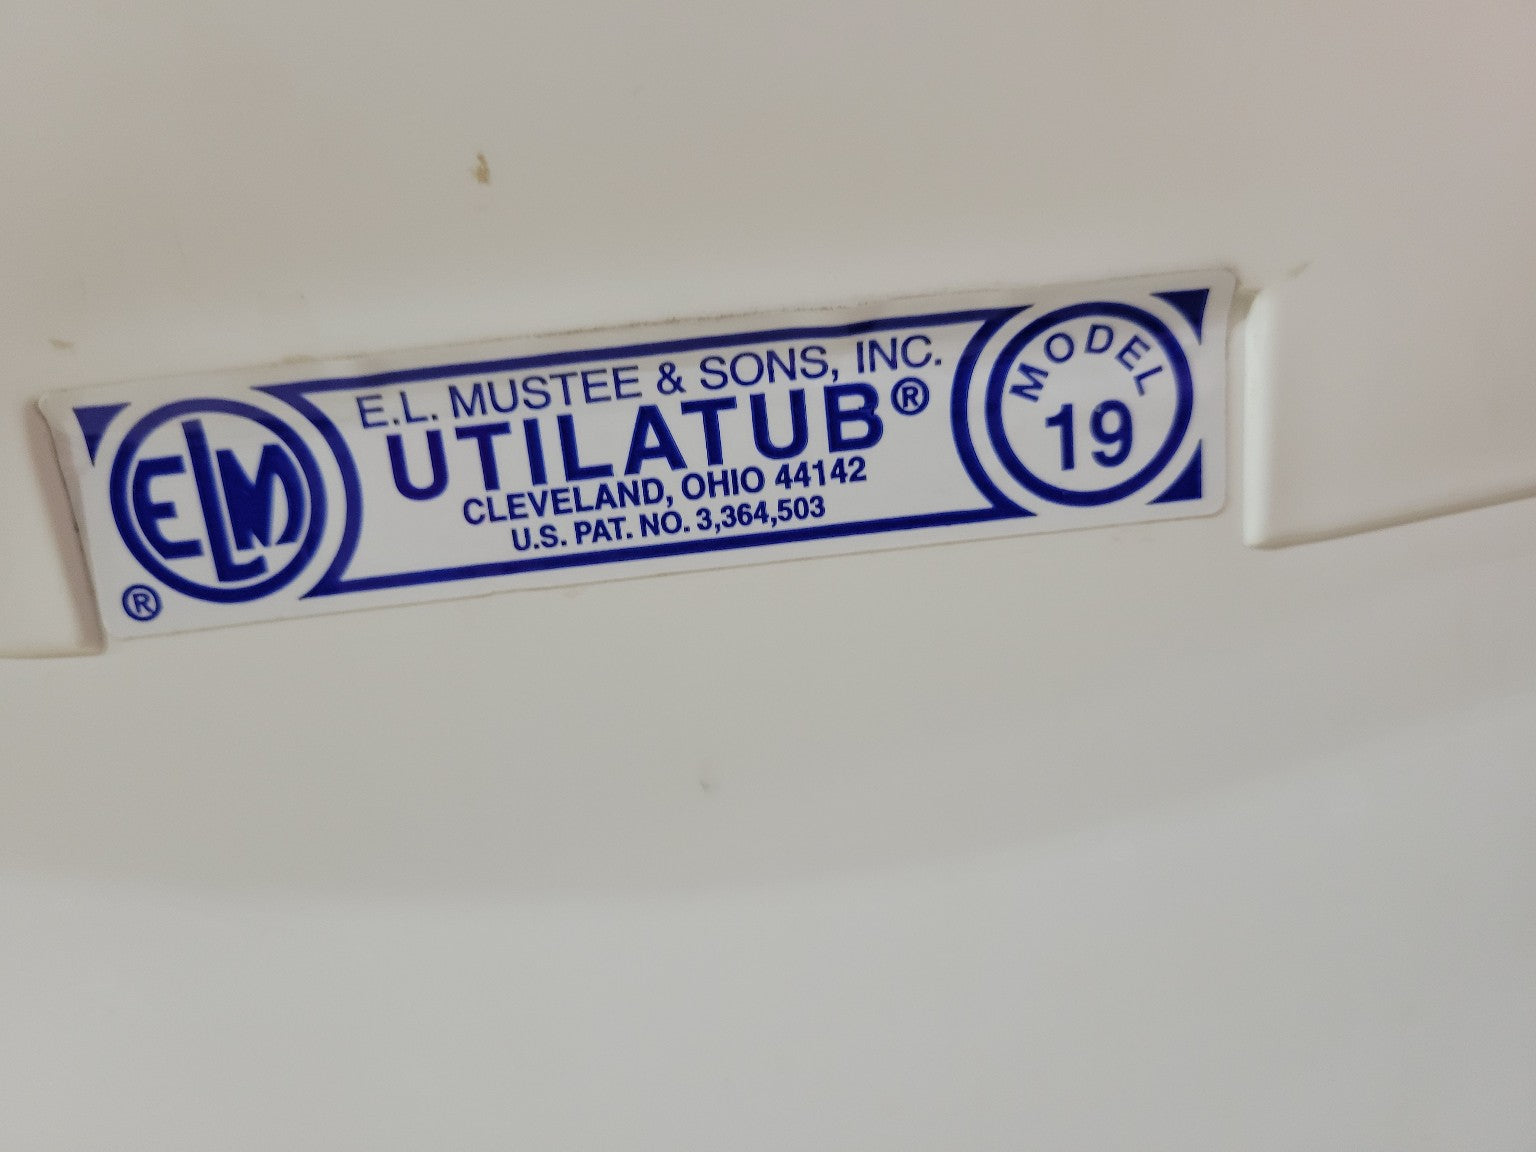 ELM
®
E.L. MUSTEE & SONS, INC.
UTILATUB®
CLEVELAND, OHIO 44142
U.S. PAT. NO. 3,364,503
MODEL
19